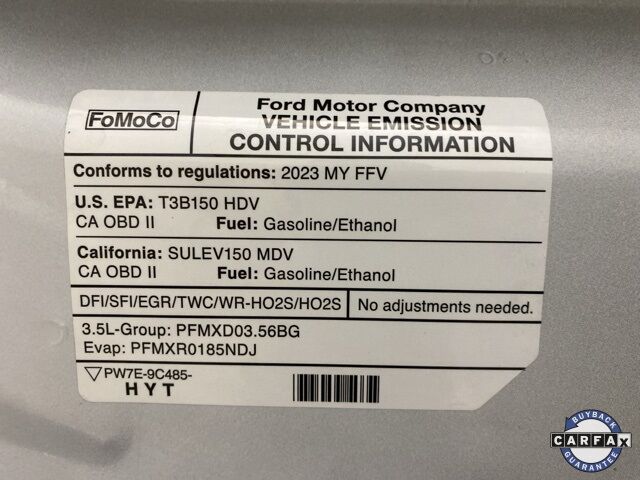 FoMoCo
Ford Motor Company
VEHICLE EMISSION
CONTROL INFORMATION
Conforms to regulations: 2023 MY FFV
U.S. EPA: T3B150 HDV
CA OBD II Fuel: Gasoline/Ethanol
California: SULEV150 MDV
CA OBD II Fuel: Gasoline/Ethanol
DFI/SFI/EGR/TWC/WR-HO2S/HO2S No adjustments needed.
3.5L-Group: PFMXD03.56BG
Evap: PFMXR0185NDJ
PW7E-9C485-
HYT
BUYBACK
CARFAX
GUARANTEE